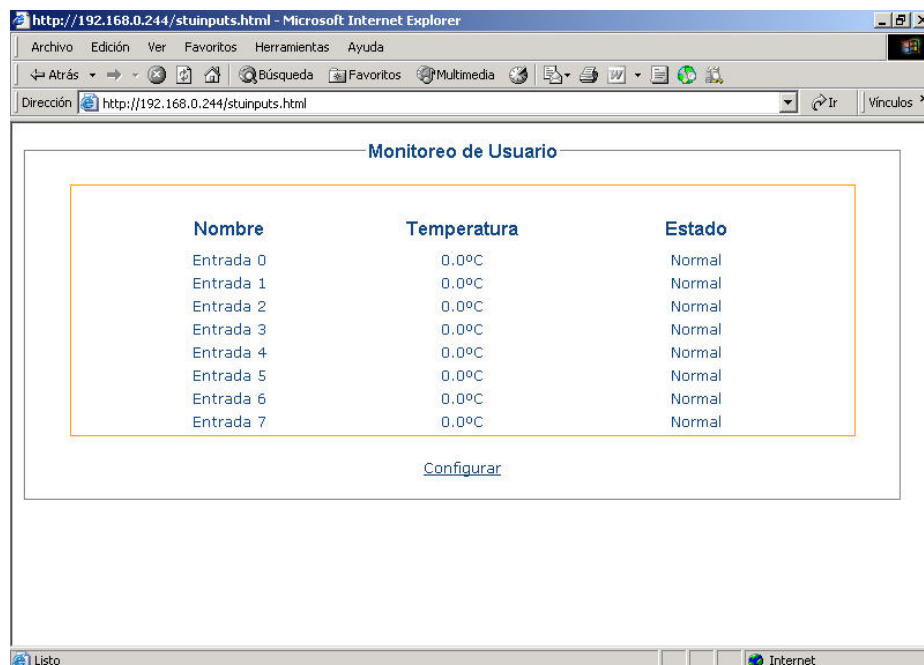 http://192.168.0.244/stuinputs.html - Microsoft Internet Explorer
Archivo Edición Ver Favoritos Herramientas Ayuda
Atrás Búsqueda Favoritos Multimedia
Dirección http://192.168.0.244/stuinputs.html Ir Vínculos
Monitoreo de Usuario
Nombre Temperatura Estado
Entrada 0 0.0ºC Normal
Entrada 1 0.0ºC Normal
Entrada 2 0.0ºC Normal
Entrada 3 0.0ºC Normal
Entrada 4 0.0ºC Normal
Entrada 5 0.0ºC Normal
Entrada 6 0.0ºC Normal
Entrada 7 0.0ºC Normal
Configurar
Listo Internet